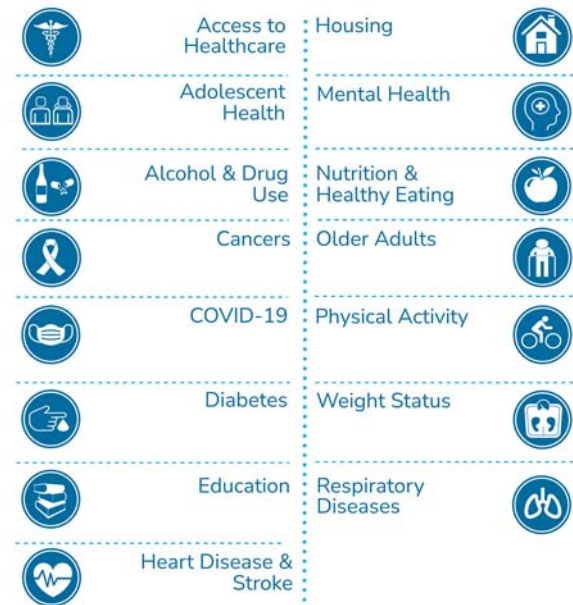 Access to
Healthcare
Adolescent
Health
Alcohol & Drug
Use
Cancers
COVID-19
Diabetes
Education
Heart Disease &
Stroke
Housing
Mental Health
Nutrition &
Healthy Eating
Older Adults
Physical Activity
Weight Status
Respiratory
Diseases